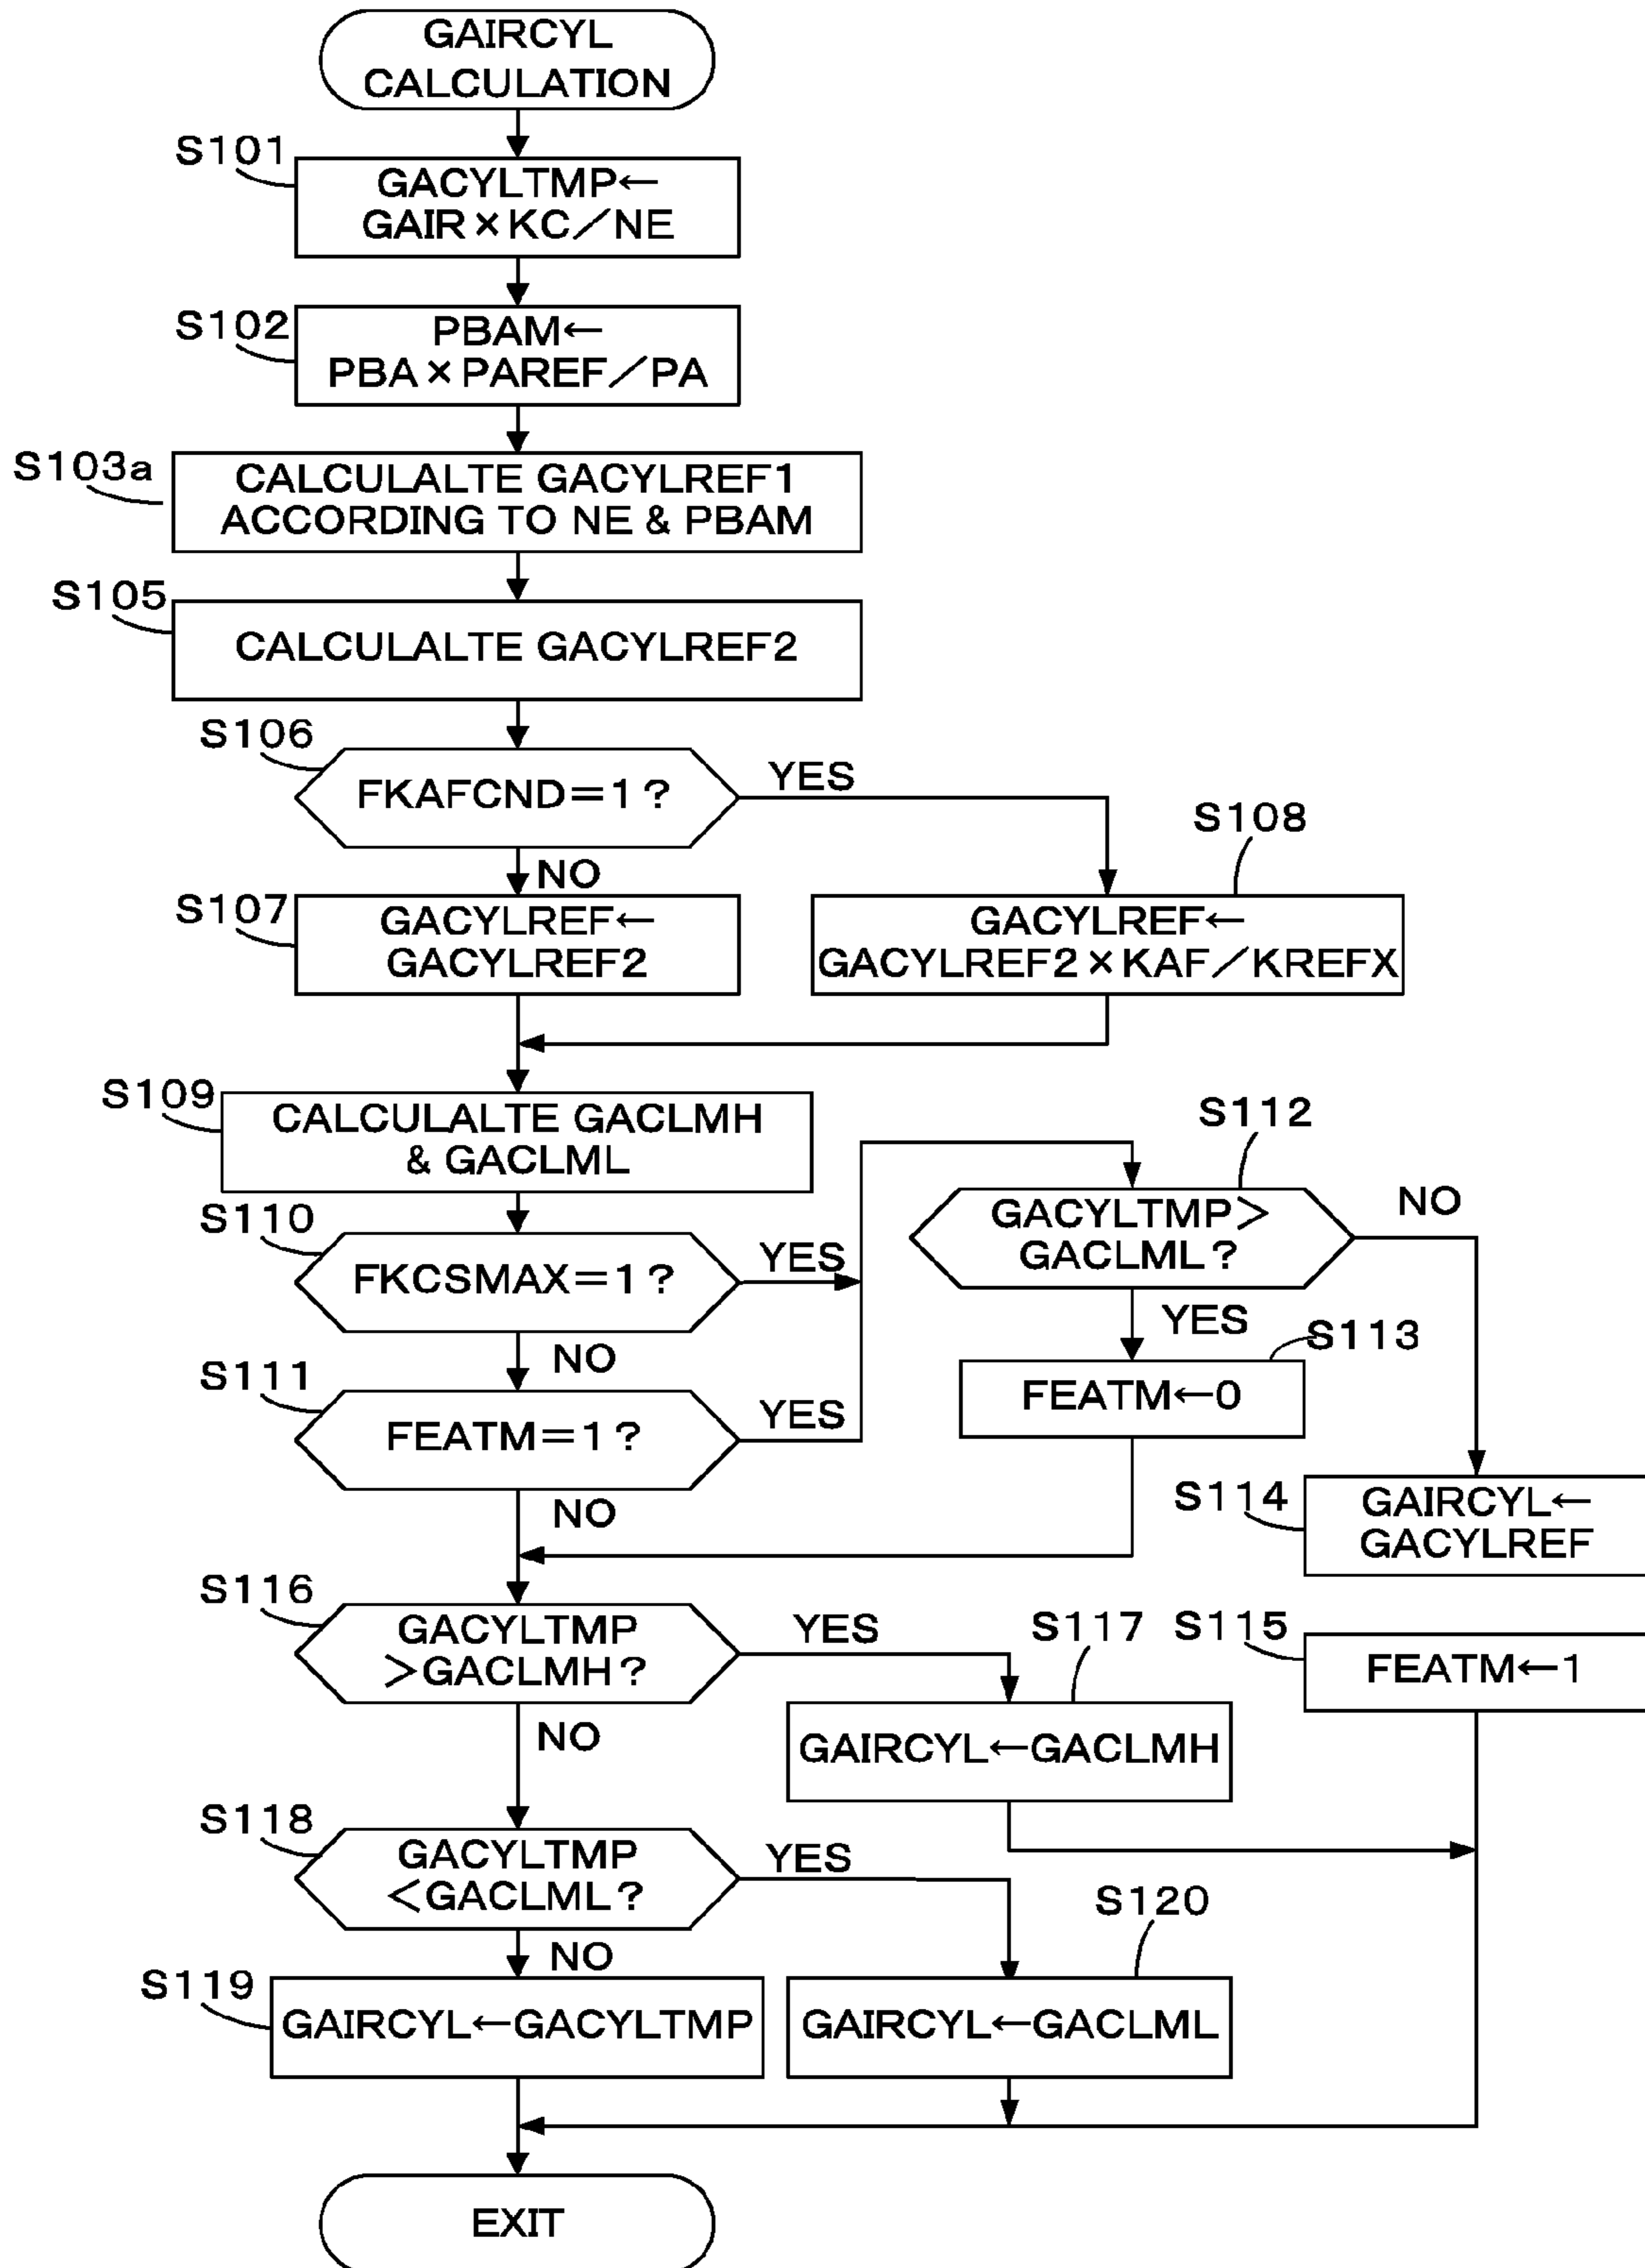 GAIRCYL
CALCULATION
S101
GACYLTMP←
GAIR×KC/NE
S102
PBAM←
PBA×PAREF/PA
S103a
CALCULALTE GACYLREF1
ACCORDING TO NE & PBAM
S105
CALCULALTE GACYLREF2
S106
FKAFCND=1?
YES
NO
S108
S107
GACYLREF←
GACYLREF2
GACYLREF←
GACYLREF2×KAF/KREFX
S109
CALCULALTE GACLMH
& GACLML
S112
GACYLTMP>
GACLML?
NO
YES
S110
FKCSMAX=1?
YES
NO
S113
FEATM←0
S111
FEATM=1?
YES
NO
S114
GAIRCYL←
GACYLREF
S116
GACYLTMP
>GACLMH?
YES
NO
S117
GAIRCYL←GACLMH
S115
FEATM←1
S118
GACYLTMP
<GACLML?
YES
NO
S120
S119
GAIRCYL←GACYLTMP
GAIRCYL←GACLML
EXIT